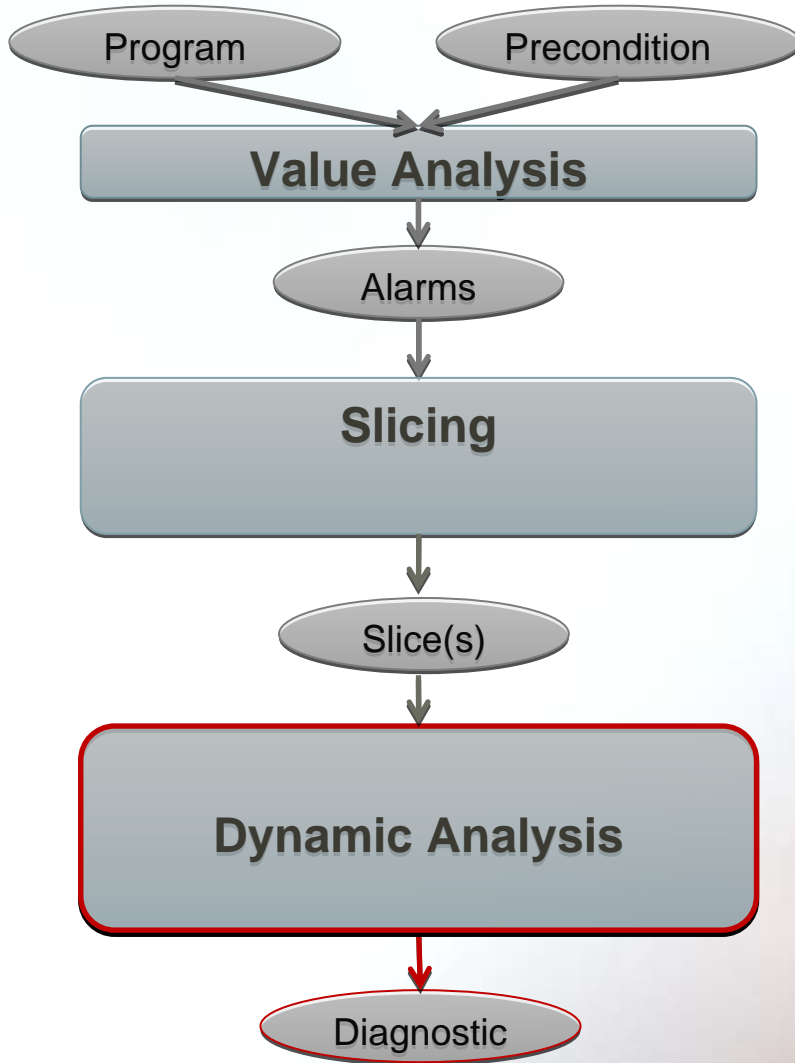 Program
Precondition
Value Analysis
Alarms
Slicing
Slice(s)
Dynamic Analysis
Diagnostic